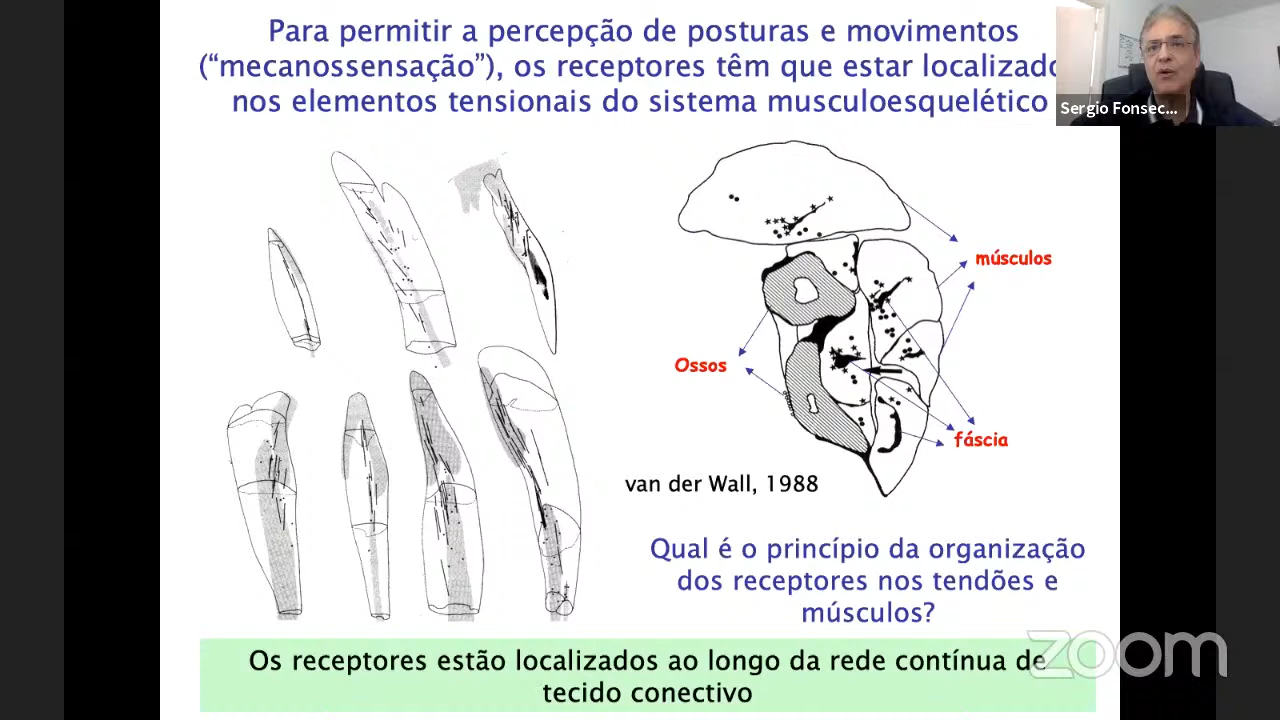 Para permitir a percepção de posturas e movimentos
(“mecanossensação”), os receptores têm que estar
nos elementos tensionais do sistema musculoesquelético
Sergio Fonsec...
músculos
Ossos
fáscia
van der Wall, 1988
Qual é o princípio da organização
dos receptores nos tendões e
músculos?
Os receptores estão localizados ao longo da rede contínua de
tecido conectivo
zoom